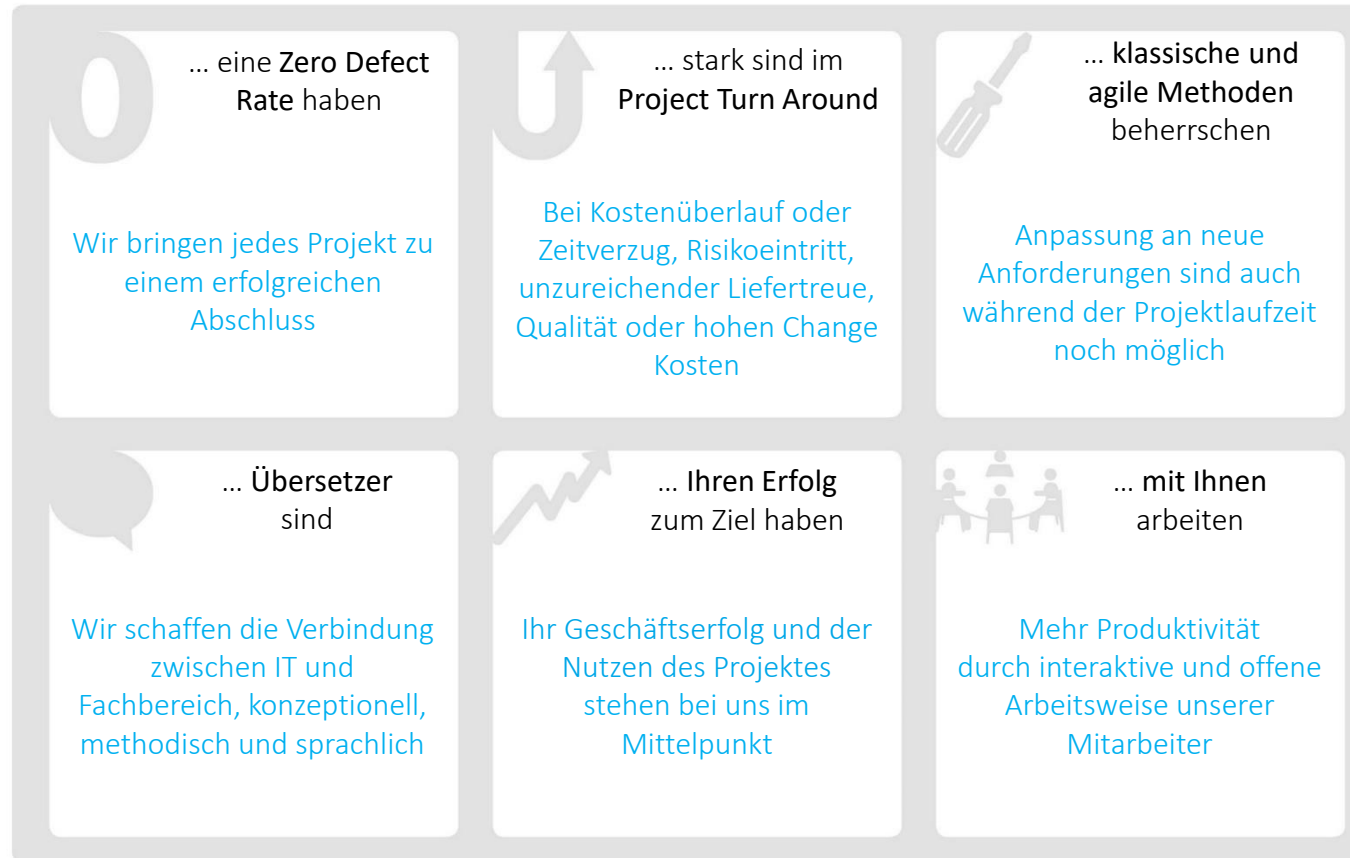 ... eine Zero Defect
Rate haben
Wir bringen jedes Projekt zu
einem erfolgreichen
Abschluss
... stark sind im
Project Turn Around
Bei Kostenüberlauf oder
Zeitverzug, Risikoeintritt,
unzureichender Liefertreue,
Qualität oder hohen Change
Kosten
... klassische und
agile Methoden
beherrschen
Anpassung an neue
Anforderungen sind auch
während der Projektlaufzeit
noch möglich
... Übersetzer
sind
Wir schaffen die Verbindung
zwischen IT und
Fachbereich, konzeptionell,
methodisch und sprachlich
... Ihren Erfolg
zum Ziel haben
Ihr Geschäftserfolg und der
Nutzen des Projektes
stehen bei uns im
Mittelpunkt
... mit Ihnen
arbeiten
Mehr Produktivität
durch interaktive und offene
Arbeitsweise unserer
Mitarbeiter